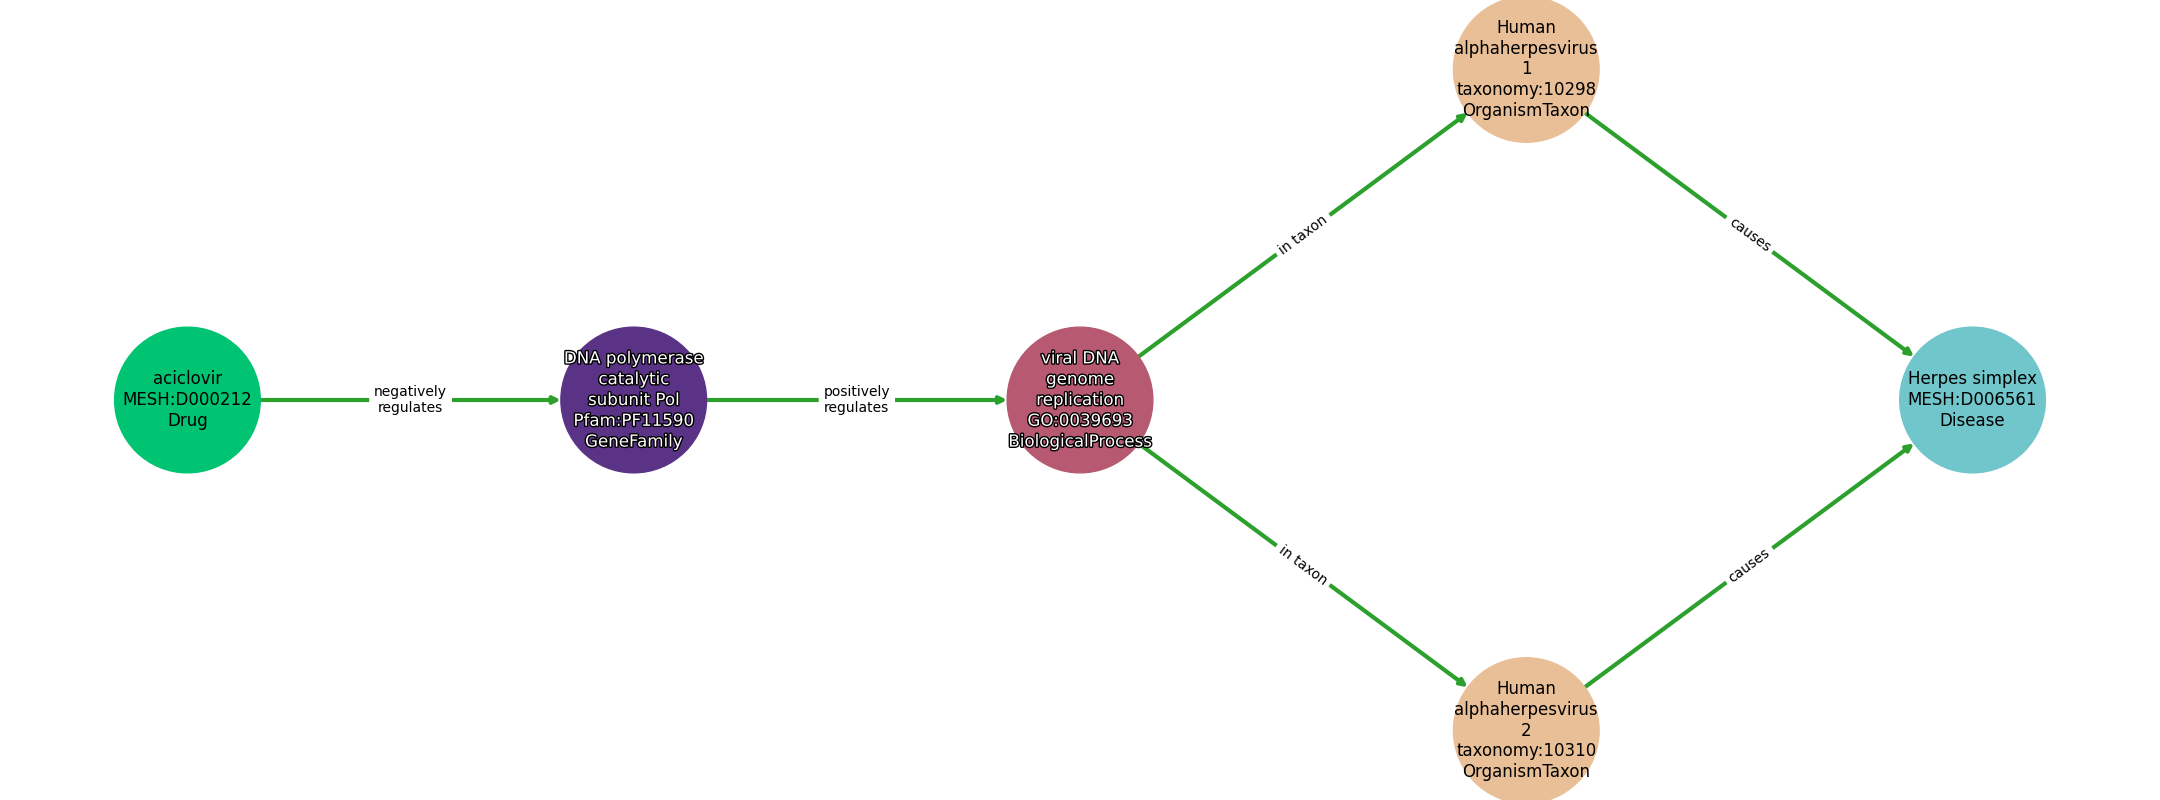 Human
alphaherpesvirus
1
taxonomy:10298
OrganismTaxon
in taxon
causes
aciclovir
MESH:D000212
Drug
negatively
regulates
DNA polymerase
catalytic
subunit Pol
Pfam:PF11590
GeneFamily
positively
regulates
viral DNA
genome
replication
GO:0039693
BiologicalProcess
Herpes simplex
MESH:D006561
Disease
in taxon
causes
Human
alphaherpesvirus
2
taxonomy:10310
OrganismTaxon